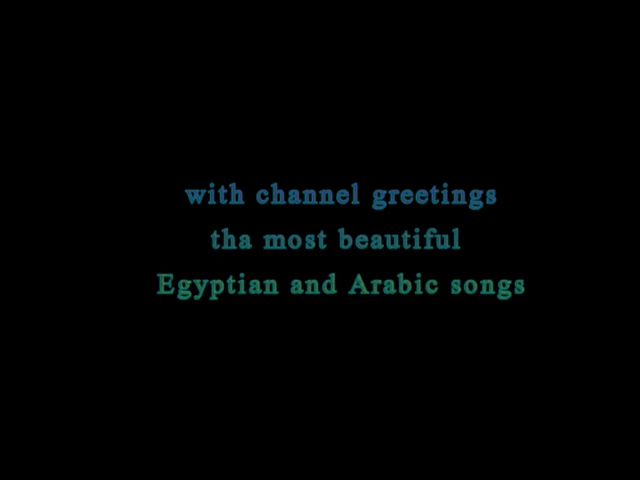 with channel greetings
tha most beautiful
Egyptian and Arabic songs